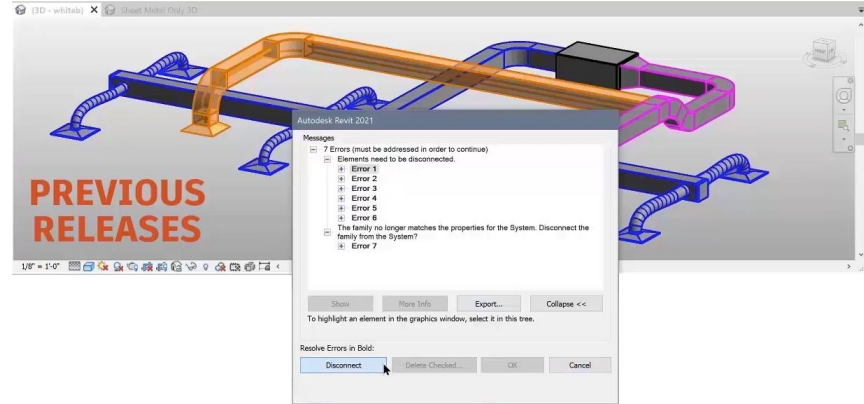 {3D - whitab}
Sheet Metal Only 3D
PREVIOUS
RELEASES
Autodesk Revit 2021
Messages
7 Errors (must be addressed in order to continue)
Elements need to be disconnected.
Error 1
Error 2
Error 3
Error 4
Error 5
Error 6
The family no longer matches the properties for the System. Disconnect the
family from the System?
Error 7
Show More Info Export... Collapse <<
To highlight an element in the graphics window, select it in this tree.
Resolve Errors in Bold:
Disconnect Delete Checked... OK Cancel
1/8" = 1'-0"